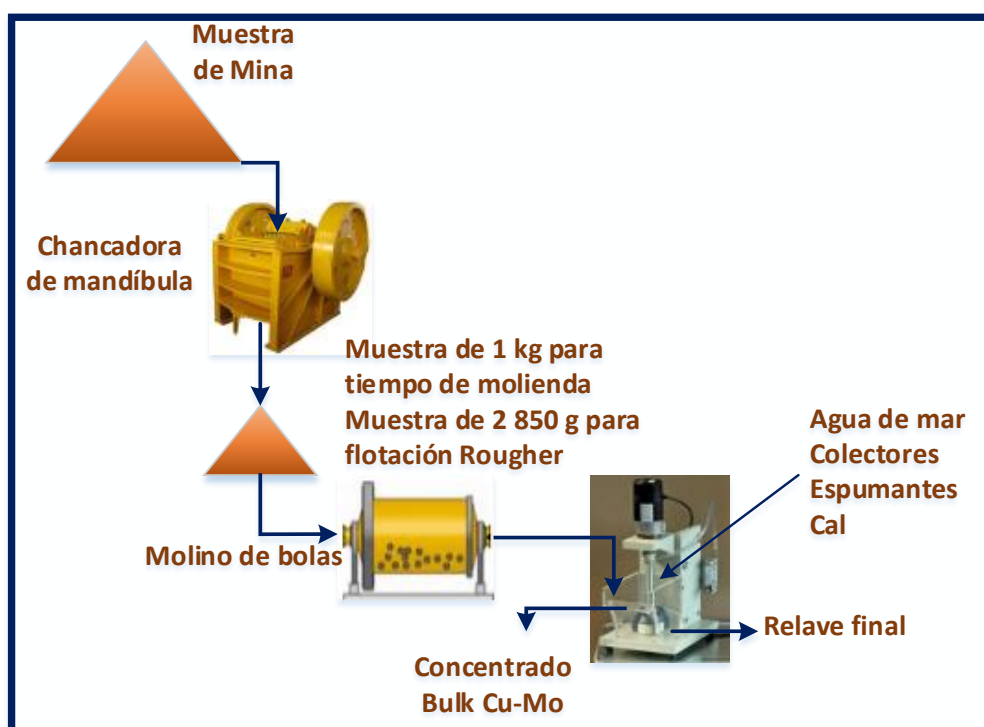 Muestra
de Mina
Chancadora
de mandíbula
Muestra de 1 kg para
tiempo de molienda
Muestra de 2 850 g para
flotación Rougher
Agua de mar
Colectores
Espumantes
Cal
Molino de bolas
Relave final
Concentrado
Bulk Cu-Mo